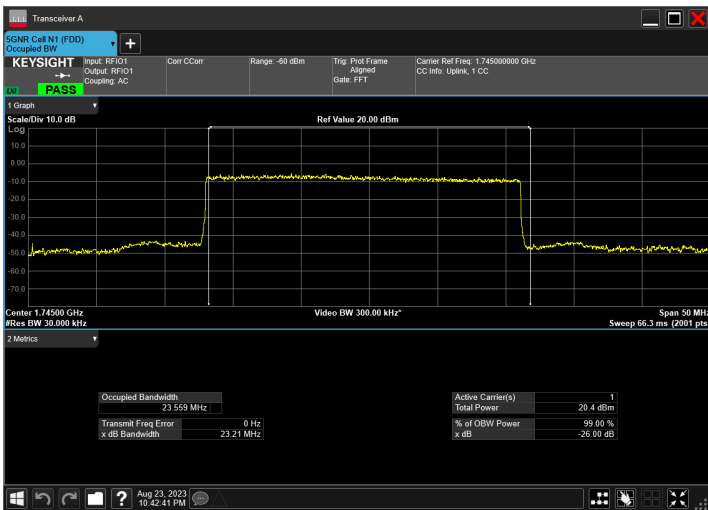 Transceiver A
5GNR Cell N1 (FDD)
Occupied BW
KEYSIGHT
PASS
Input: RFIO1
Output: RFIO1
Coupling: AC
Corr CCorr
Range: -60 dBm
Trig: Prot Frame
Aligned
Gate: FFT
Carrier Ref Freq: 1.745000000 GHz
CC Info: Uplink, 1 CC
1 Graph
Scale/Div 10.0 dB
Ref Value 20.00 dBm
Log
10.0
0.00
-10.0
-20.0
-30.0
-40.0
-50.0
-60.0
-70.0
Center 1.74500 GHz
Video BW 300.00 kHz*
Span 50 MHz
#Res BW 30.000 kHz
Sweep 66.3 ms (2001 pts
2 Metrics
Occupied Bandwidth
23.559 MHz
Transmit Freq Error 0 Hz
x dB Bandwidth 23.21 MHz
Active Carrier(s) 1
Total Power 20.4 dBm
% of OBW Power 99.00 %
x dB -26.00 dB
Aug 23, 2023
10:42:41 PM